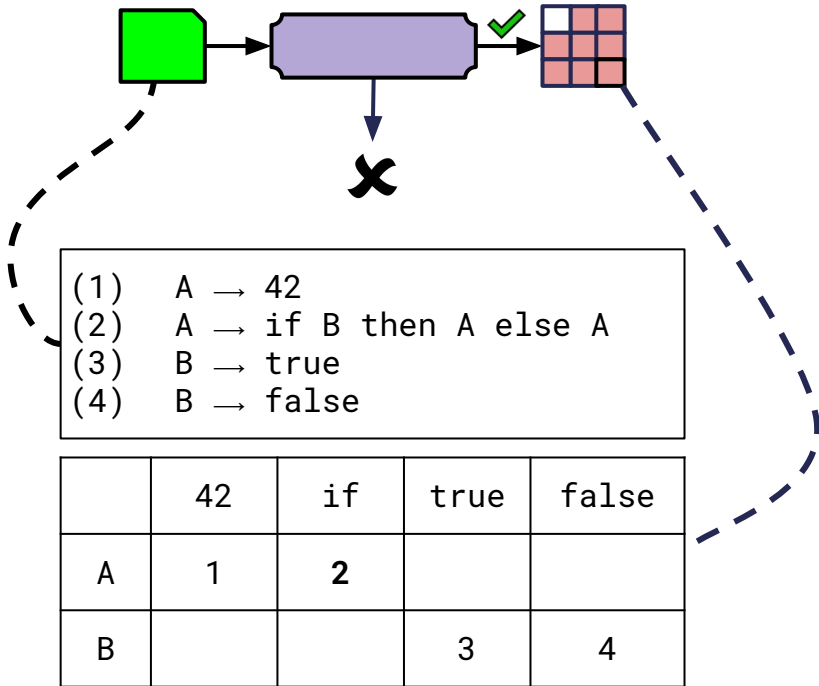 (1) A → 42
(2) A → if B then A else A
(3) B → true
(4) B → false
42 if true false
A 1 2
B 3 4